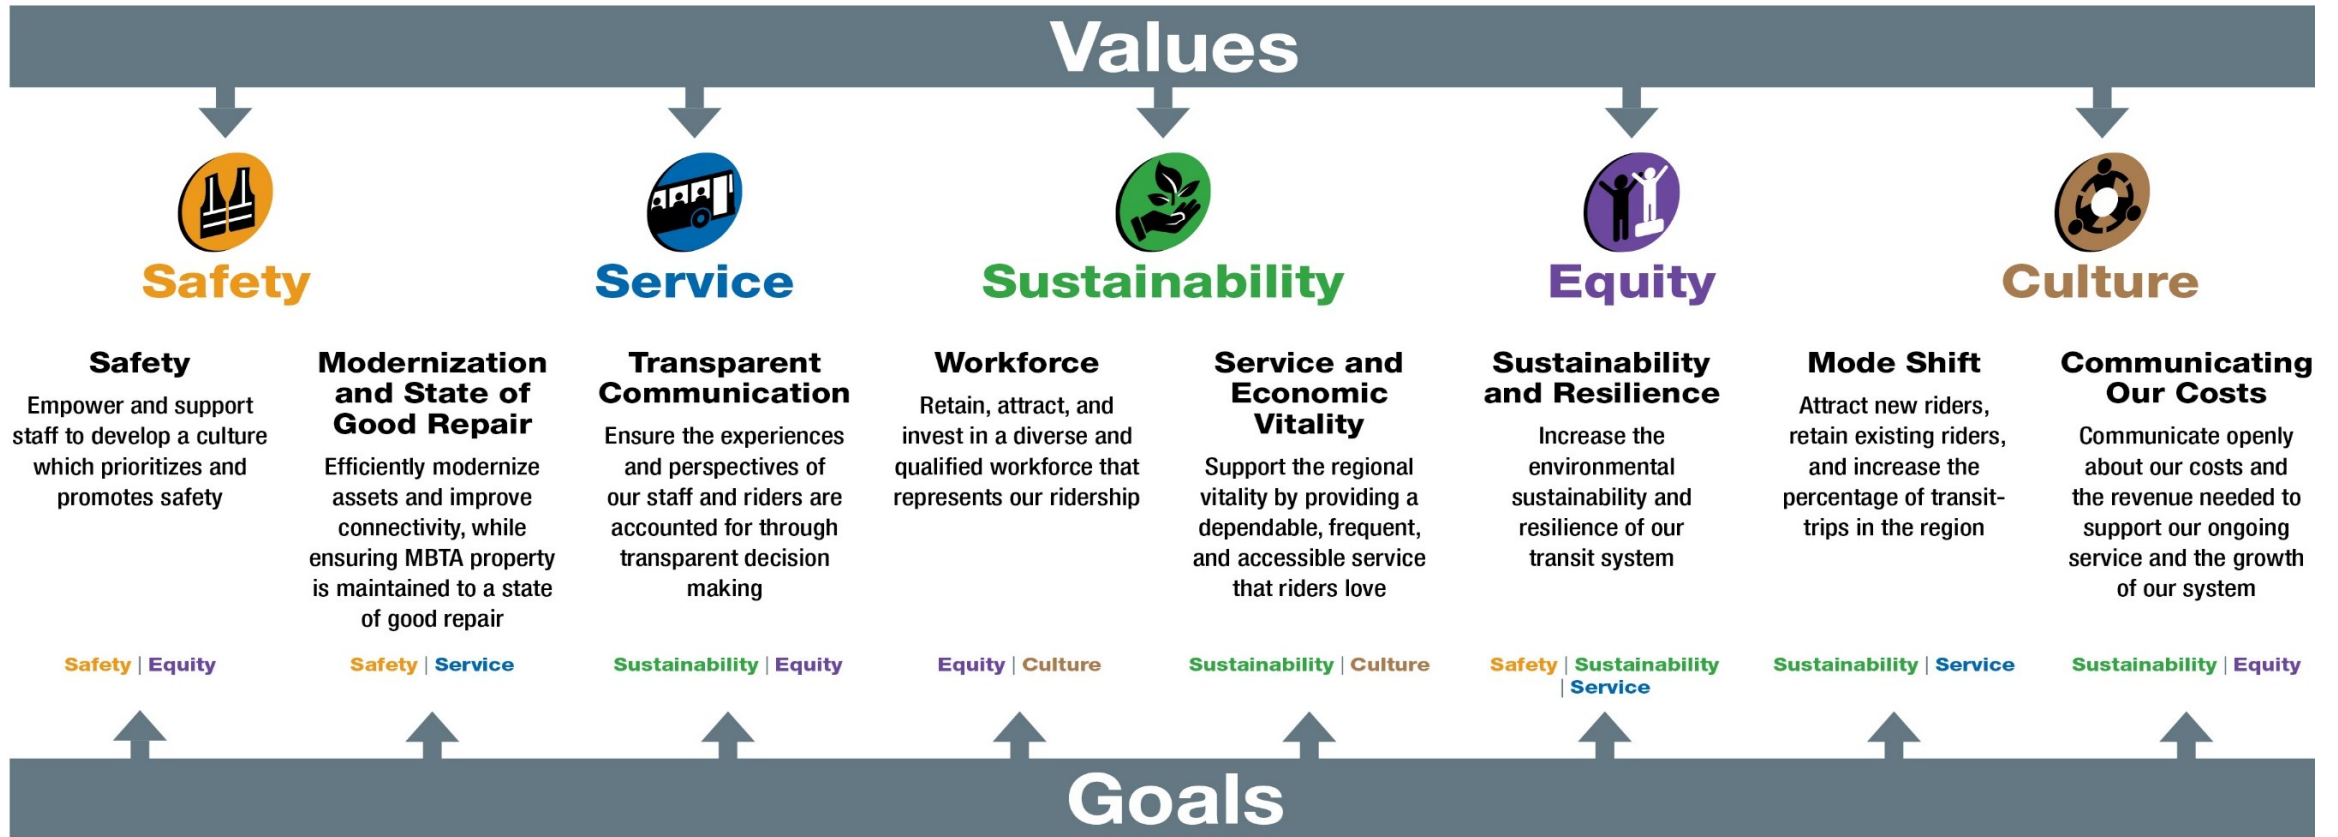 Values
Safety
Service
Sustainability
Equity
Culture
Safety
Empower and support
staff to develop a culture
which prioritizes and
promotes safety
Safety | Equity
Modernization
and State of
Good Repair
Efficiently modernize
assets and improve
connectivity, while
ensuring MBTA property
is maintained to a state
of good repair
Safety | Service
Transparent
Communication
Ensure the experiences
and perspectives of
our staff and riders are
accounted for through
transparent decision
making
Sustainability | Equity
Workforce
Retain, attract, and
invest in a diverse and
qualified workforce that
represents our ridership
Equity | Culture
Service and
Economic
Vitality
Support the regional
vitality by providing a
dependable, frequent,
and accessible service
that riders love
Sustainability | Culture
Sustainability
and Resilience
Increase the
environmental
sustainability and
resilience of our
transit system
Safety | Sustainability
| Service
Mode Shift
Attract new riders,
retain existing riders,
and increase the
percentage of transit-
trips in the region
Sustainability | Service
Communicating
Our Costs
Communicate openly
about our costs and
the revenue needed to
support our ongoing
service and the growth
of our system
Sustainability | Equity
Goals